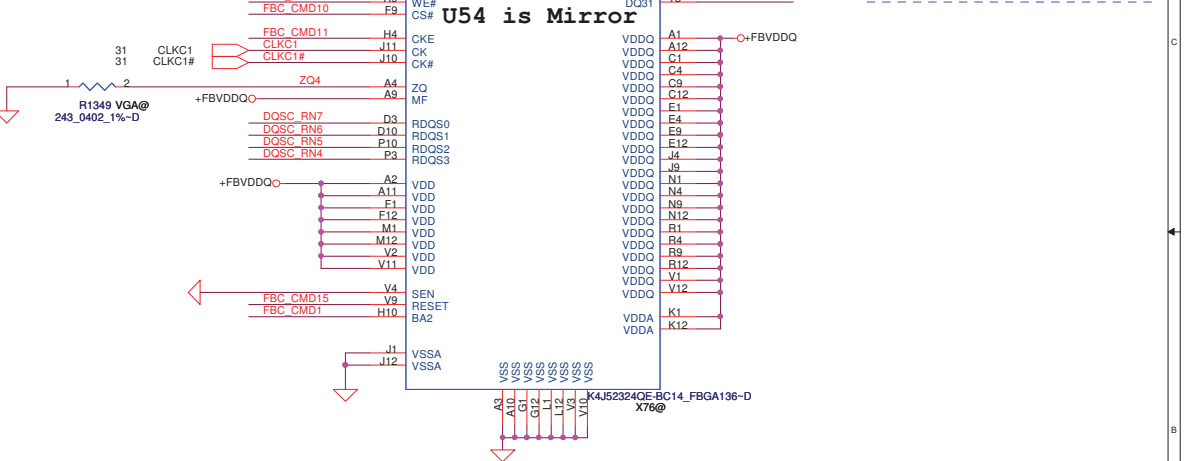 WE#
DQ31
FBC_CMD10 F9 CS#
U54 is Mirror
FBC_CMD11 H4 CKE
31 CLKC1 CLKC1 J11 CK
31 CLKC1# CLKC1# J10 CK#
1 2 ZQ4 A4 ZQ
R1349 VGA@
243_0402_1%~D
+FBVDDQ A9 MF
DQSC_RN7 D3 RDQS0
DQSC_RN6 D10 RDQS1
DQSC_RN5 P10 RDQS2
DQSC_RN4 P3 RDQS3
+FBVDDQ A2 VDD
A11 VDD
F1 VDD
F12 VDD
M1 VDD
M12 VDD
V2 VDD
V11 VDD
V4 SEN
FBC_CMD15 V9 RESET
FBC_CMD1 H10 BA2
J1 VSSA
J12 VSSA
VDDQ A1 +FBVDDQ
VDDQ A12
VDDQ C1
VDDQ C4
VDDQ C9
VDDQ C12
VDDQ E1
VDDQ E4
VDDQ E9
VDDQ E12
VDDQ J4
VDDQ J9
VDDQ N1
VDDQ N4
VDDQ N9
VDDQ N12
VDDQ R1
VDDQ R4
VDDQ R9
VDDQ R12
VDDQ V1
VDDQ V12
VDDA K1
VDDA K12
VSS VSS VSS VSS VSS VSS VSS VSS
A3 A10 G1 G12 L1 L12 V3 V10
K4J52324QE-BC14_FBGA136~D
X76@
C
B